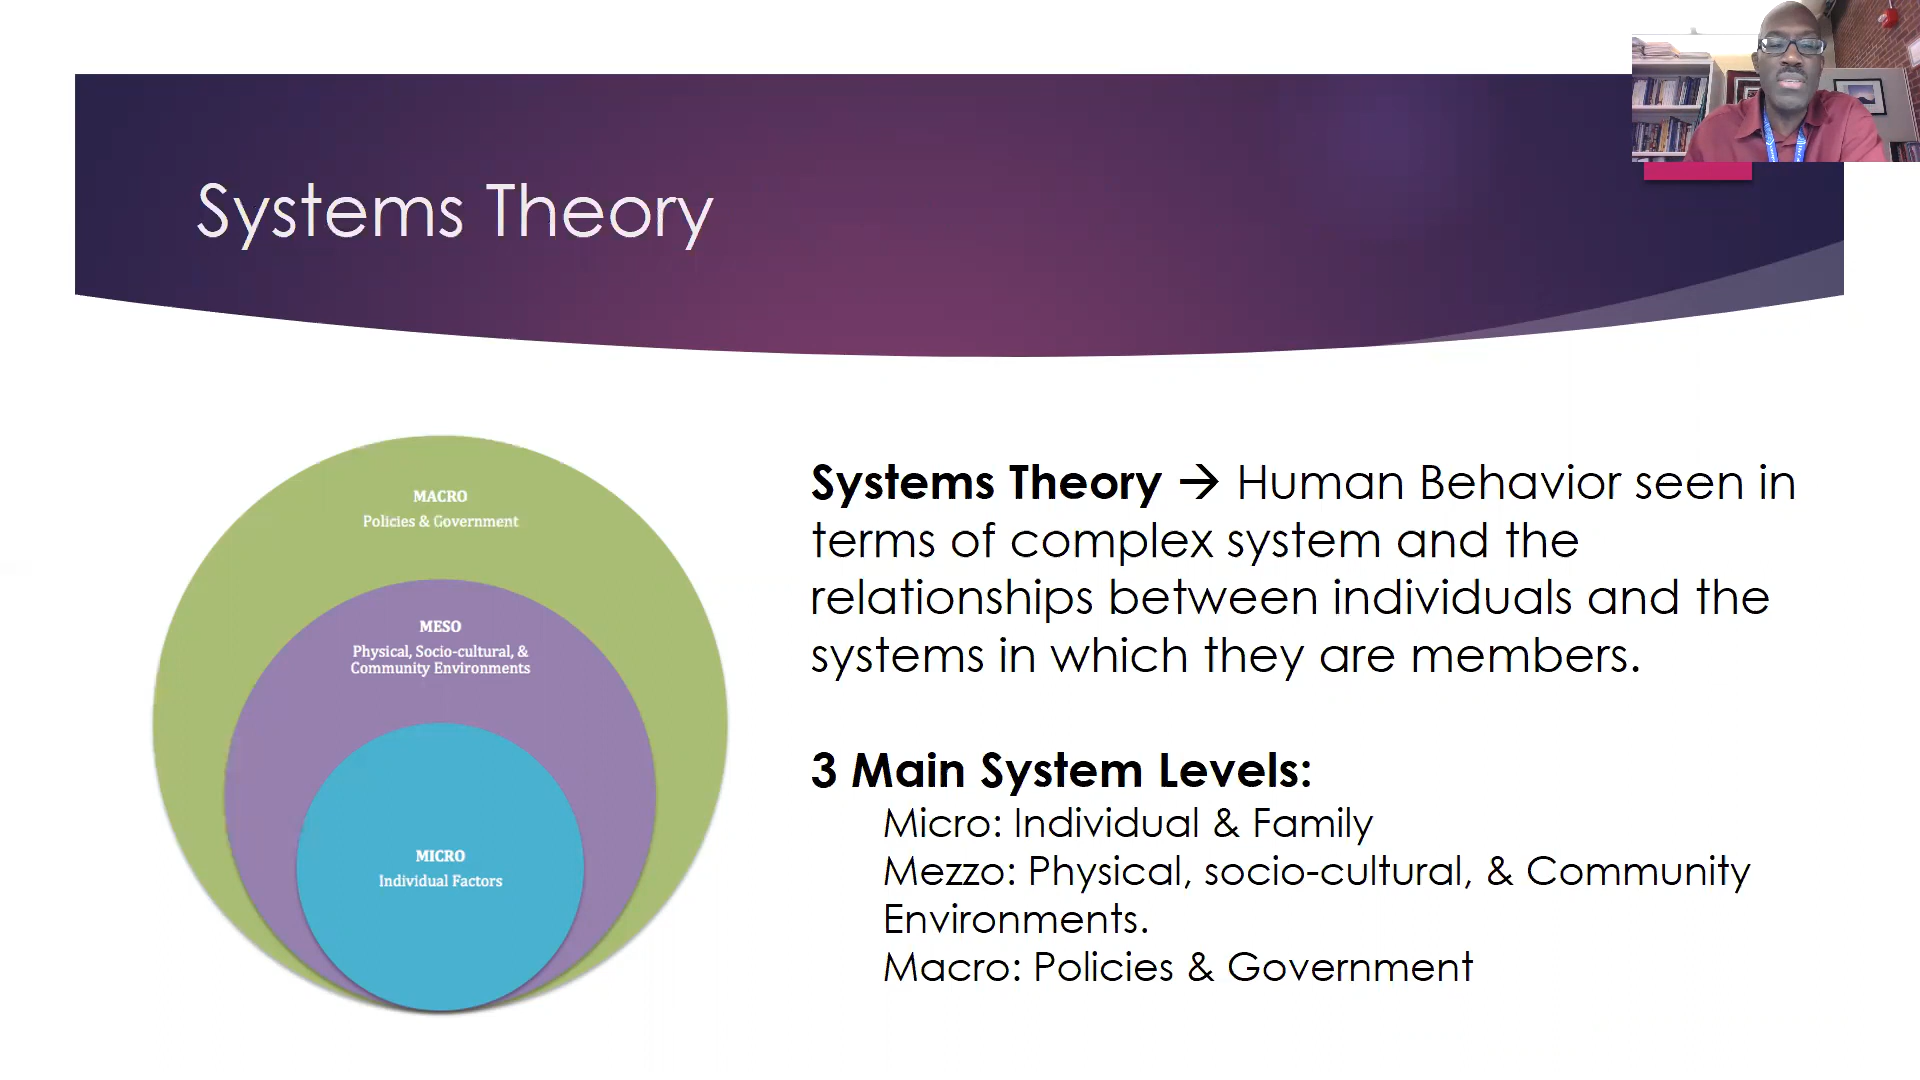 Systems Theory
MACRO
Policies & Government
MESO
Physical, Socio-cultural, &
Community Environments
MICRO
Individual Factors
Systems Theory → Human Behavior seen in
terms of complex system and the
relationships between individuals and the
systems in which they are members.
3 Main System Levels:
Micro: Individual & Family
Mezzo: Physical, socio-cultural, & Community
Environments.
Macro: Policies & Government